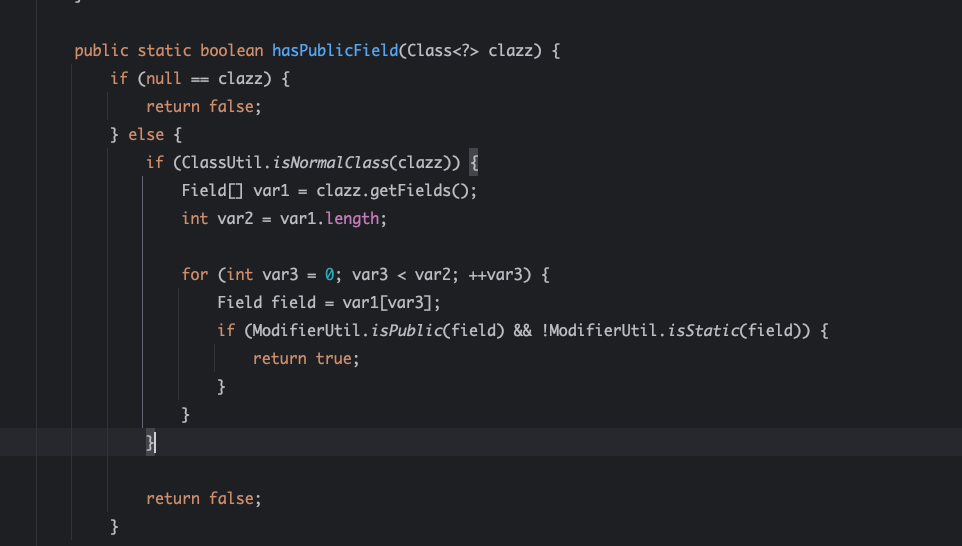 }
public static boolean hasPublicField(Class<?> clazz) {
    if (null == clazz) {
        return false;
    } else {
        if (ClassUtil.isNormalClass(clazz)) {
            Field[] var1 = clazz.getFields();
            int var2 = var1.length;
            for (int var3 = 0; var3 < var2; ++var3) {
                Field field = var1[var3];
                if (ModifierUtil.isPublic(field) && !ModifierUtil.isStatic(field)) {
                    return true;
                }
            }
        }
        return false;
    }